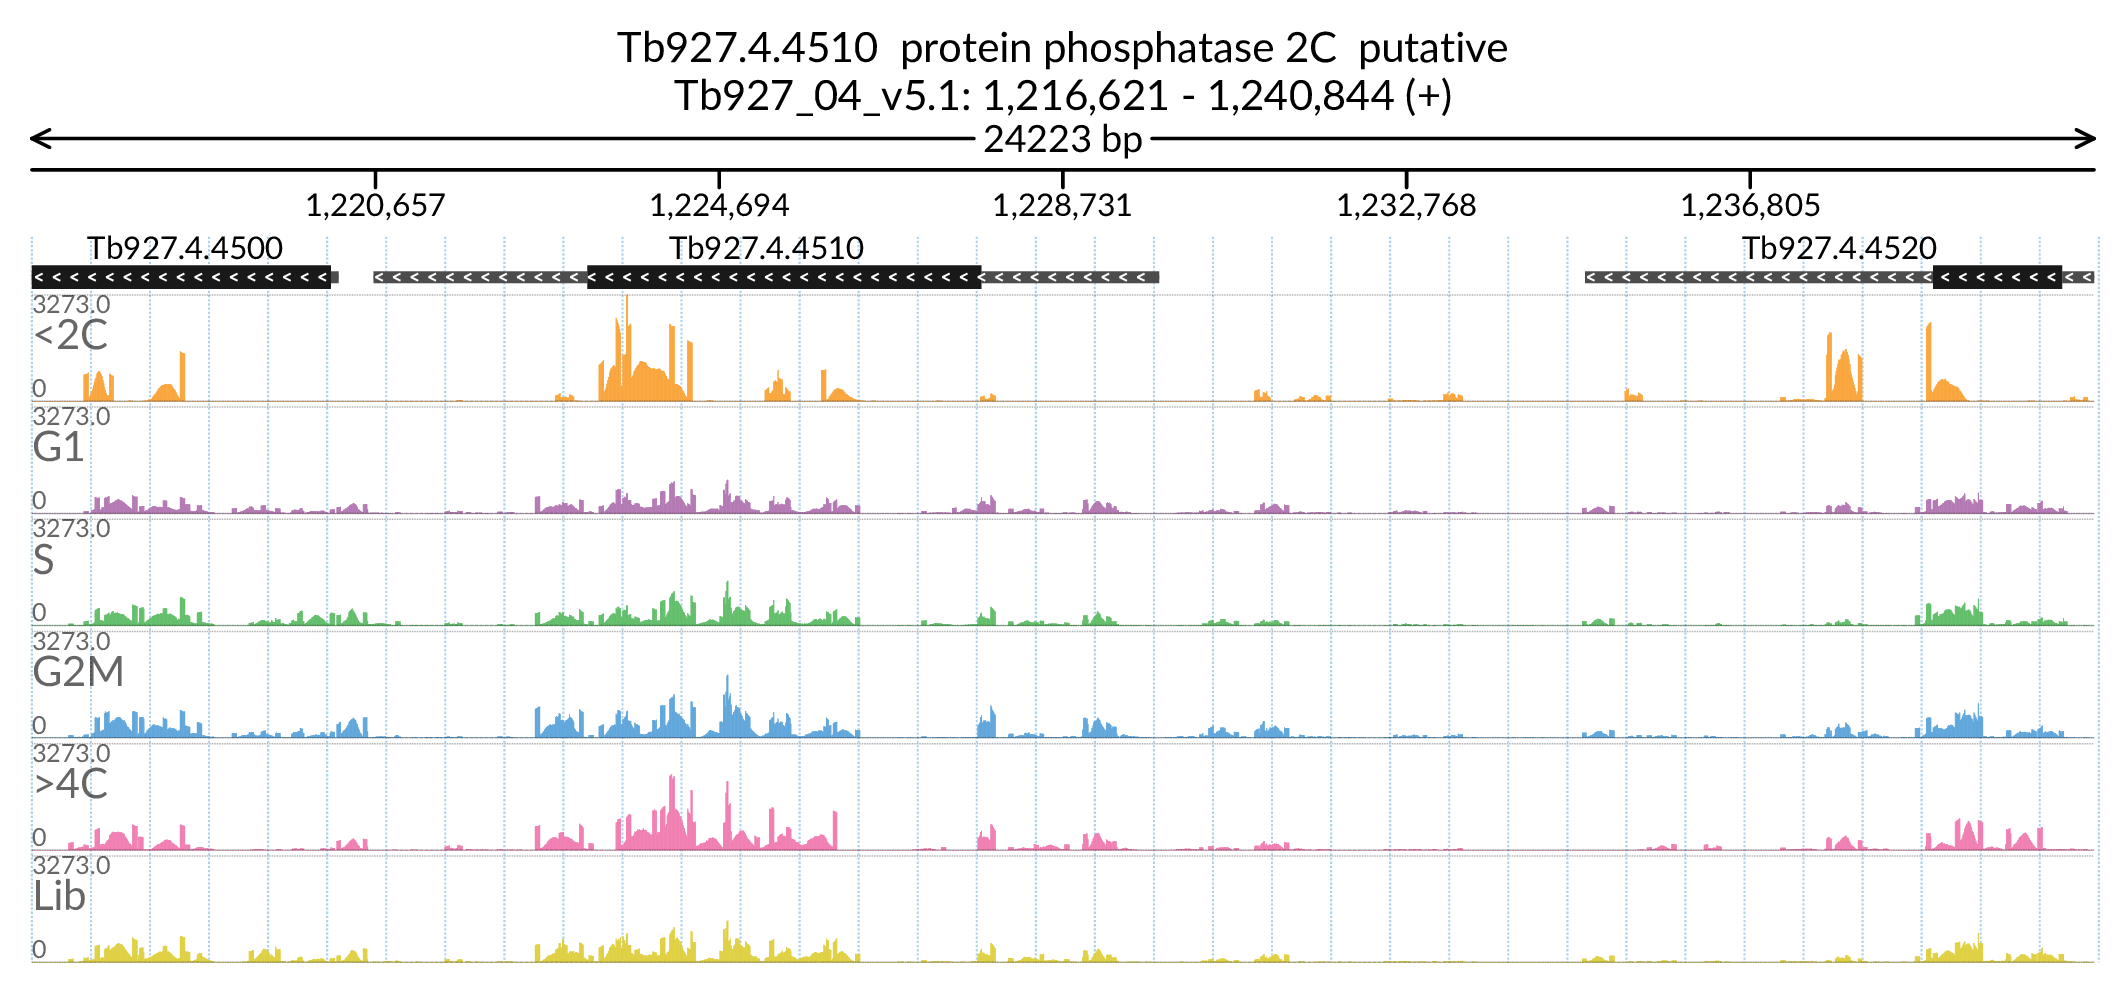 Tb927.4.4510  protein phosphatase 2C  putative
Tb927_04_v5.1: 1,216,621 - 1,240,844 (+)
24223 bp
1,220,657 1,224,694 1,228,731 1,232,768 1,236,805
Tb927.4.4500 Tb927.4.4510 Tb927.4.4520
3273.0
<2C
0
3273.0
G1
0
3273.0
S
0
3273.0
G2M
0
3273.0
>4C
0
3273.0
Lib
0